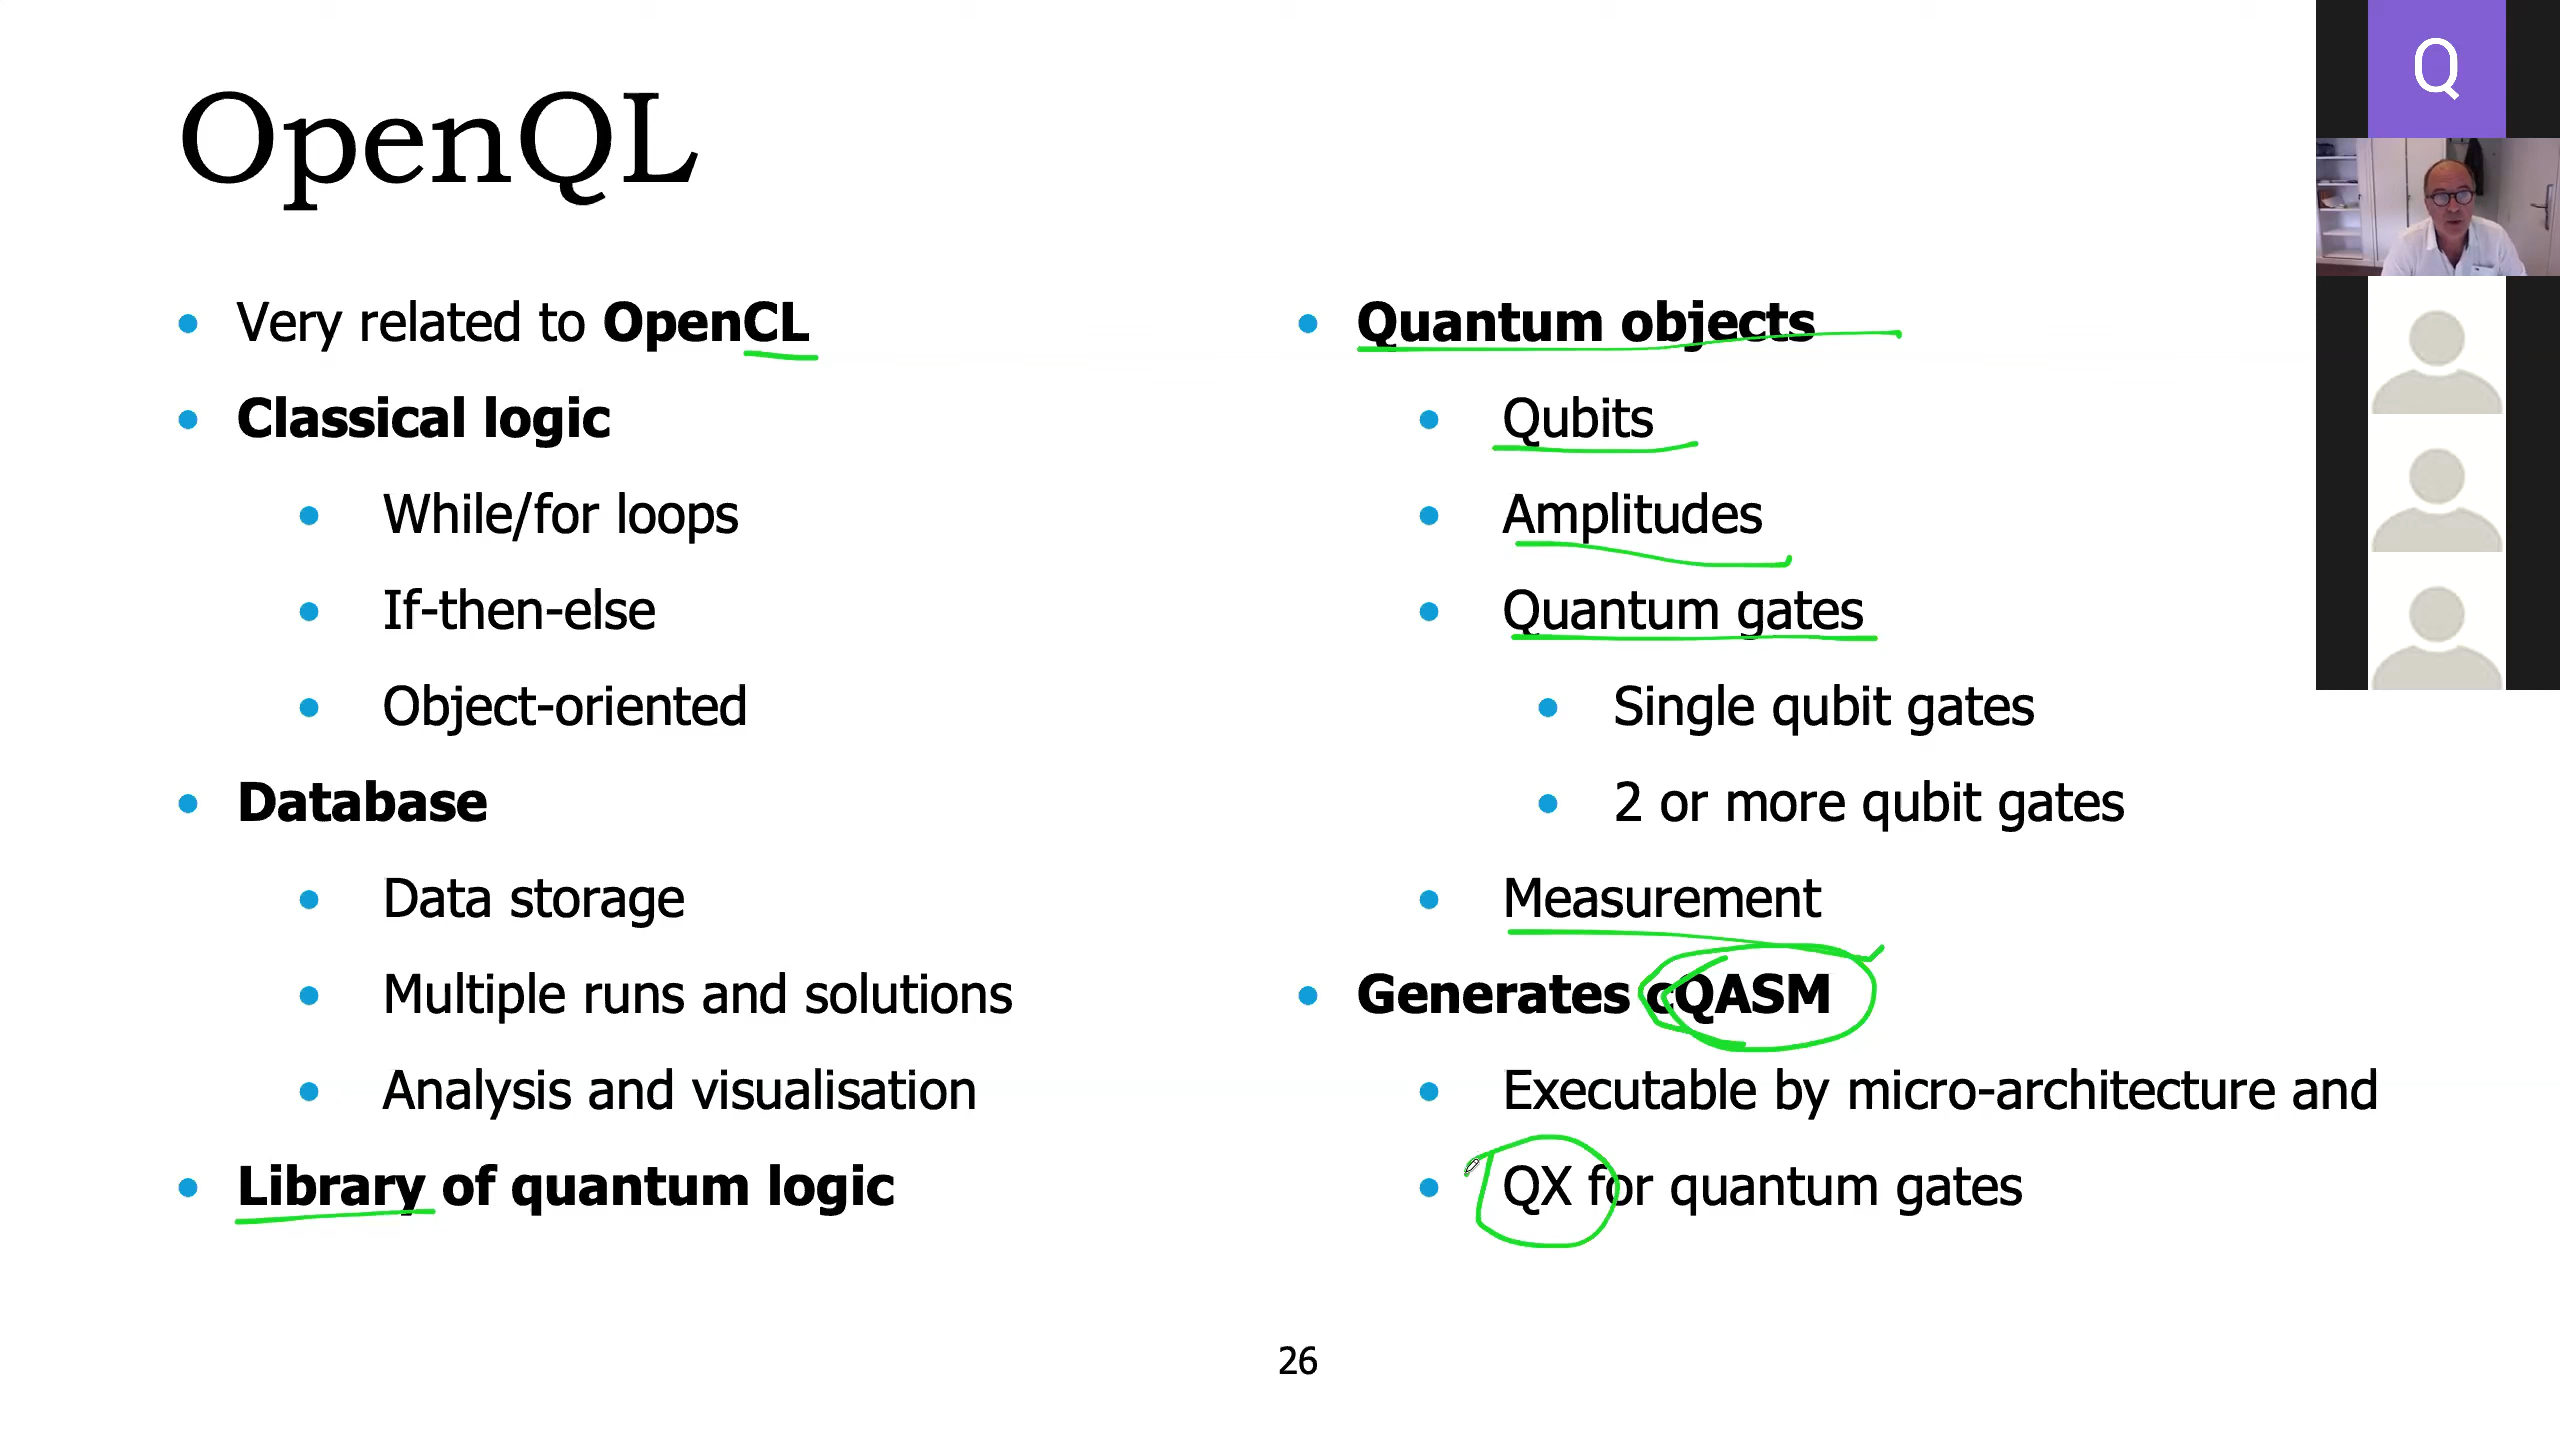 OpenQL
Very related to OpenCL
Classical logic
While/for loops
If-then-else
Object-oriented
Database
Data storage
Multiple runs and solutions
Analysis and visualisation
Library of quantum logic
Quantum objects
Qubits
Amplitudes
Quantum gates
Single qubit gates
2 or more qubit gates
Measurement
Generates cQASM
Executable by micro-architecture and
QX for quantum gates
26
Q